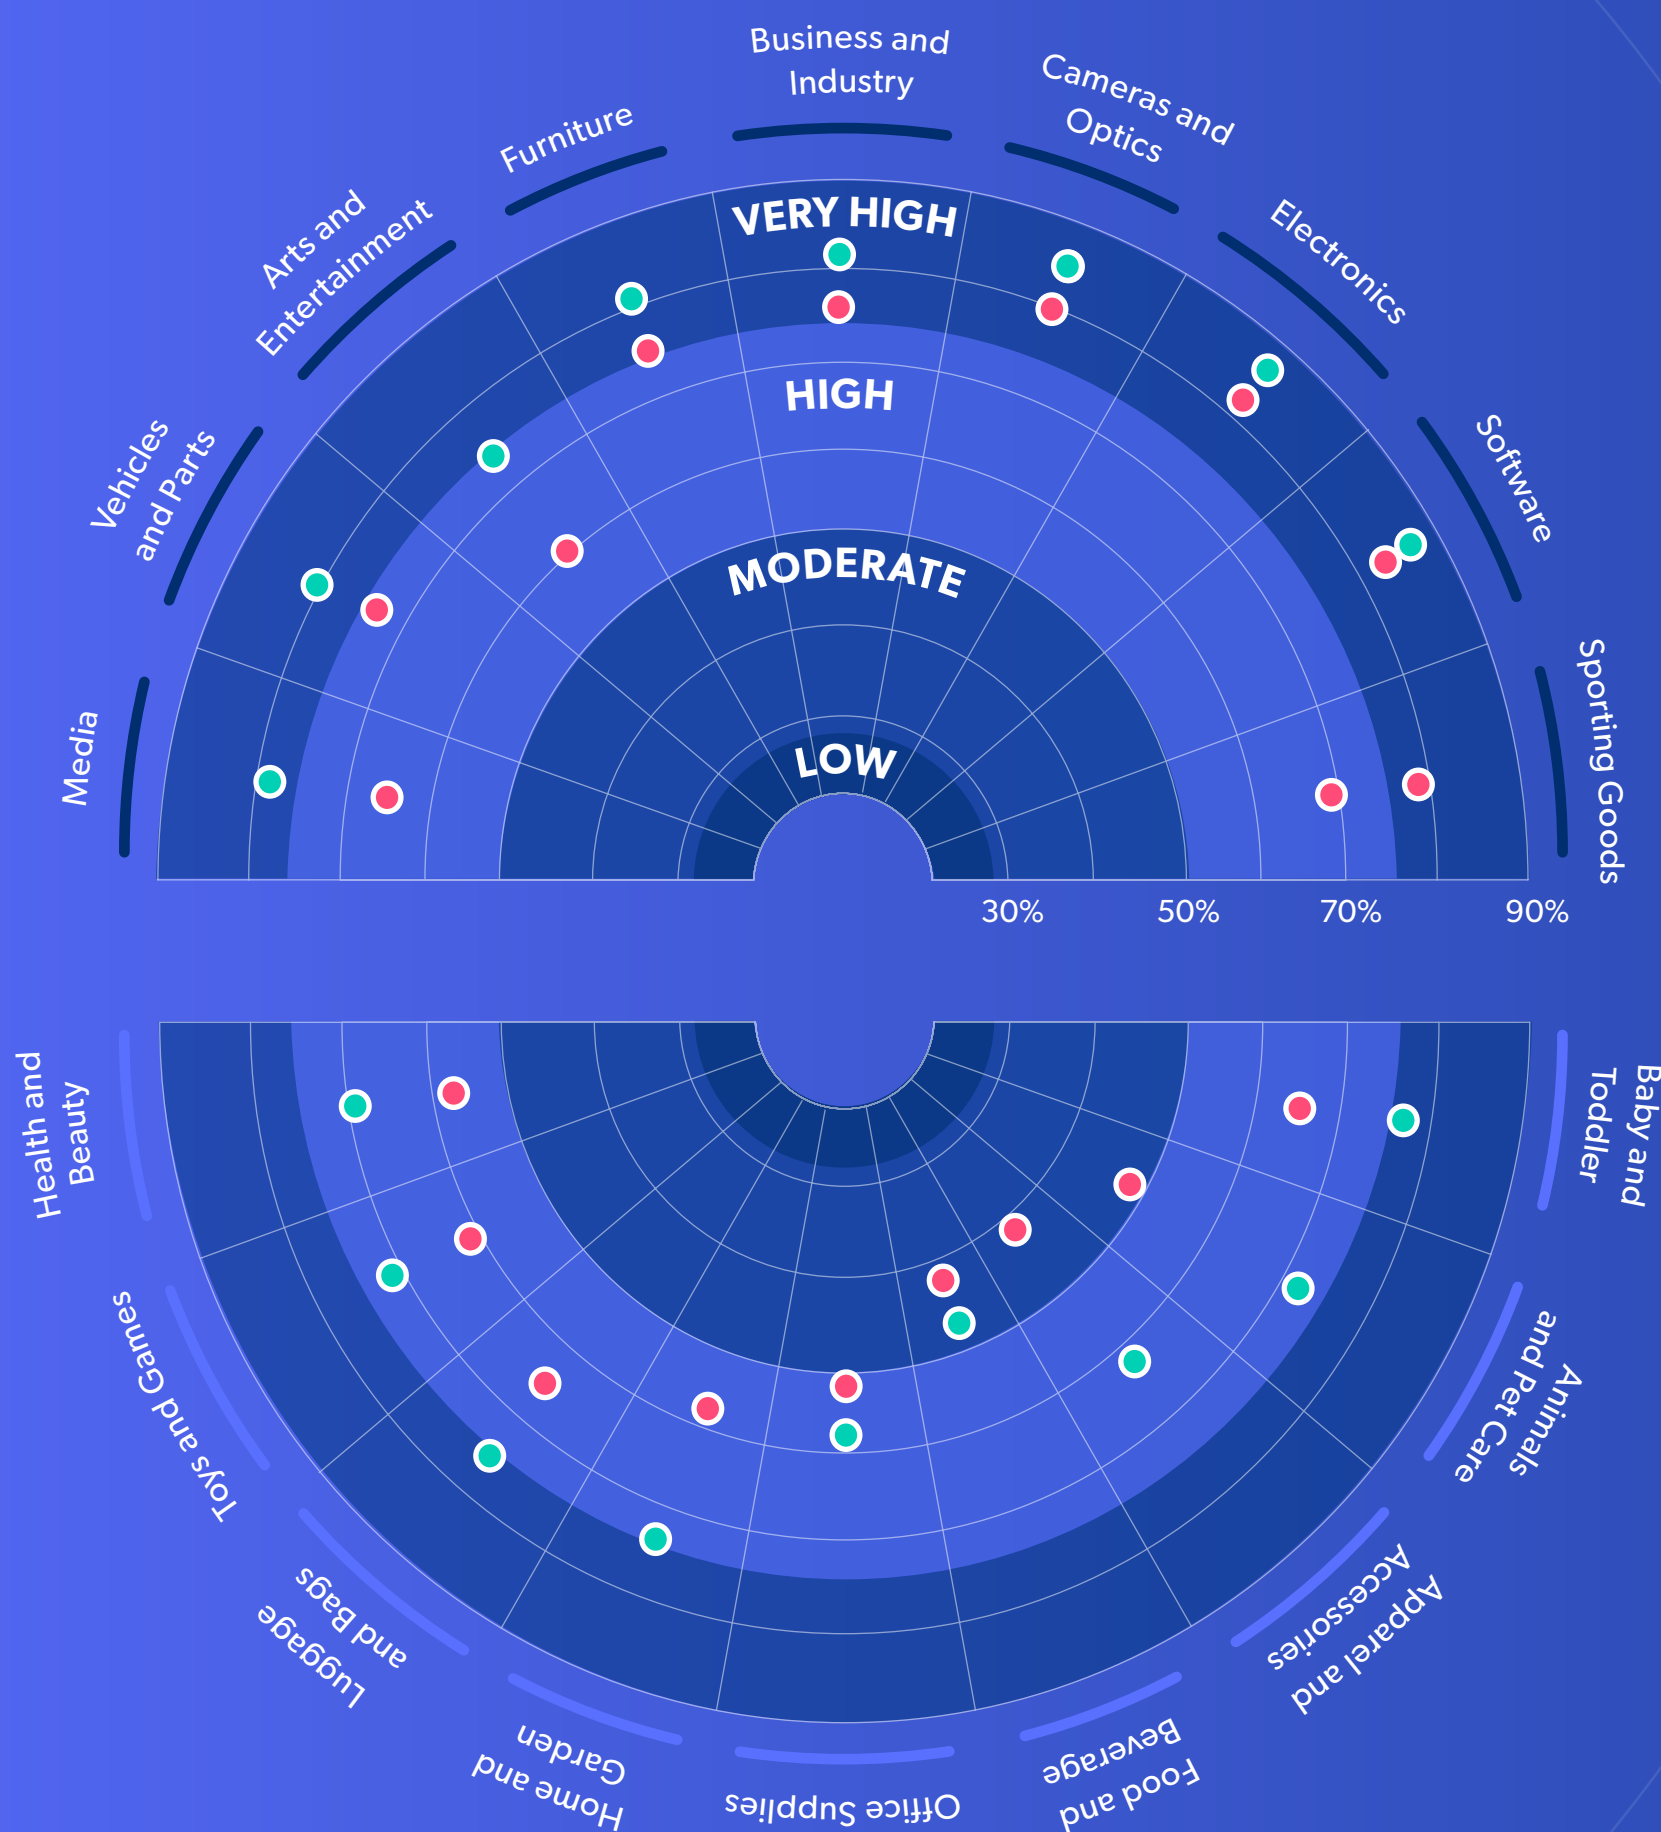 Business and
Industry
Cameras and
Optics
Furniture
Arts and
Entertainment
Electronics
VERY HIGH
HIGH
Vehicles
and Parts
Software
MODERATE
Media
LOW
Sporting Goods
30% 50% 70% 90%
Health and
Beauty
Baby and
Toddler
Toys and Games
Animals
and Pet Care
Luggage
and Bags
Apparel and
Accessories
Home and
Garden
Office Supplies
Food and
Beverage